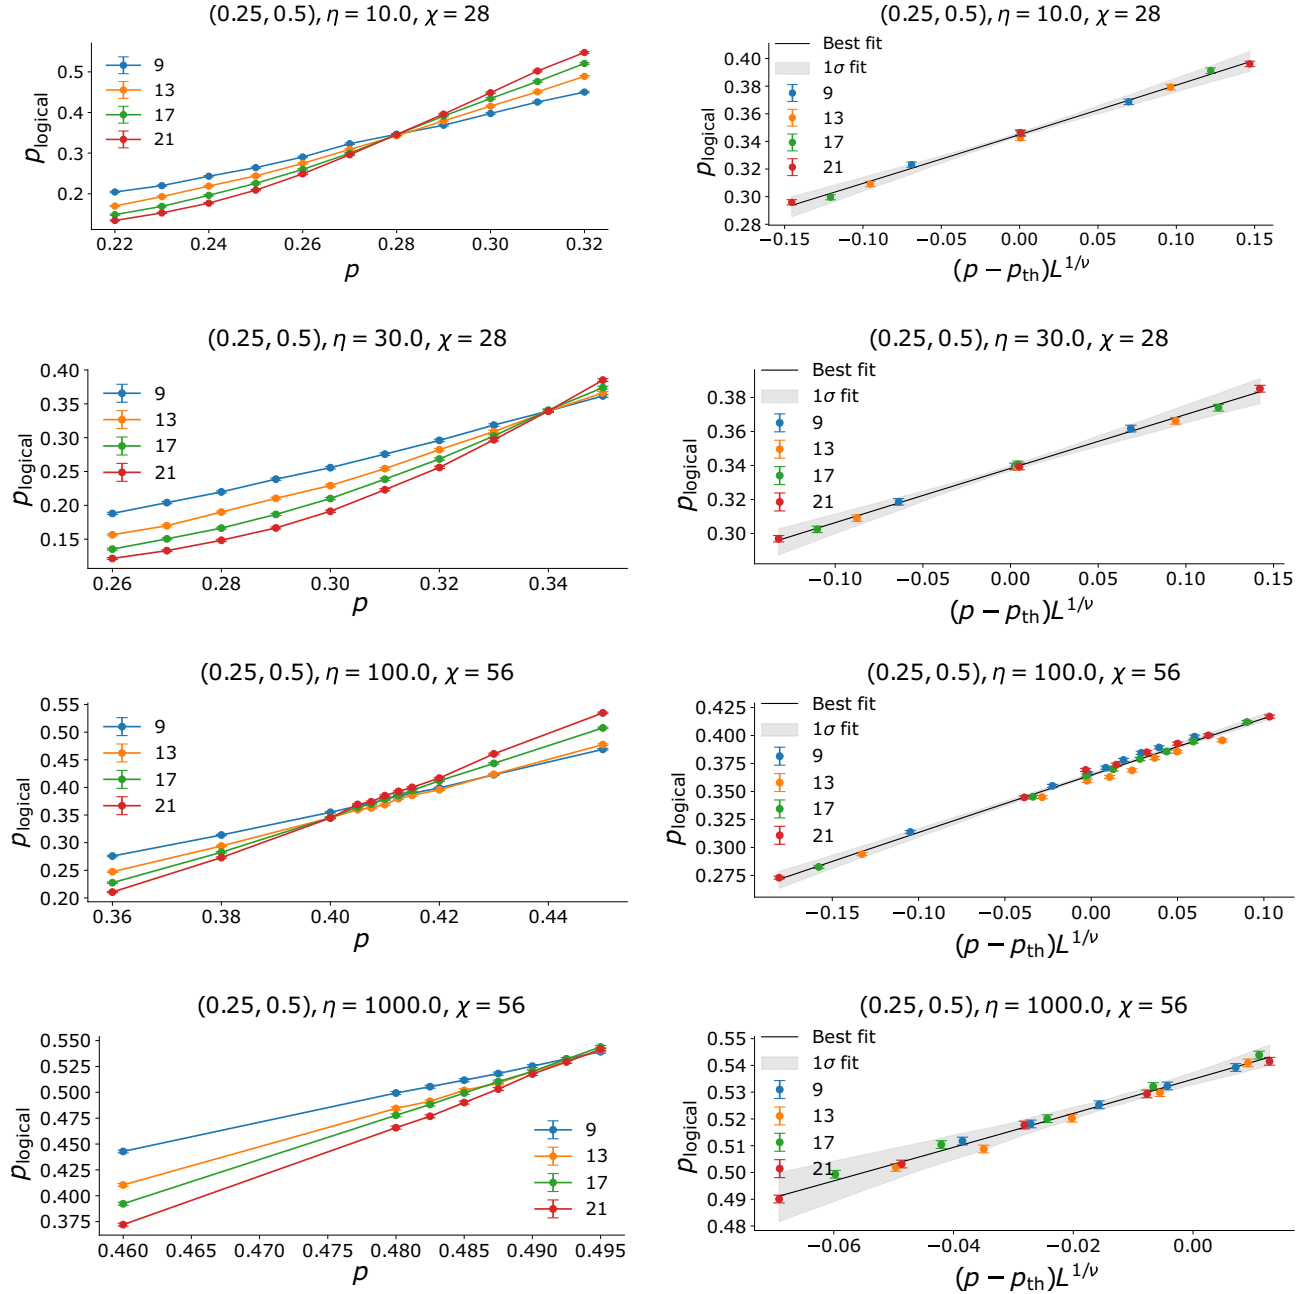 (0.25, 0.5), η = 10.0, χ = 28
p_logical
0.5
0.4
0.3
0.2
9
13
17
21
0.22 0.24 0.26 0.28 0.30 0.32
p
(0.25, 0.5), η = 10.0, χ = 28
p_logical
0.40
0.38
0.36
0.34
0.32
0.30
0.28
Best fit
1σ fit
9
13
17
21
−0.15 −0.10 −0.05 0.00 0.05 0.10 0.15
(p − p_th)L^{1/ν}
(0.25, 0.5), η = 30.0, χ = 28
p_logical
0.40
0.35
0.30
0.25
0.20
0.15
9
13
17
21
0.26 0.28 0.30 0.32 0.34
p
(0.25, 0.5), η = 30.0, χ = 28
p_logical
0.38
0.36
0.34
0.32
0.30
Best fit
1σ fit
9
13
17
21
−0.10 −0.05 0.00 0.05 0.10 0.15
(p − p_th)L^{1/ν}
(0.25, 0.5), η = 100.0, χ = 56
p_logical
0.55
0.50
0.45
0.40
0.35
0.30
0.25
0.20
9
13
17
21
0.36 0.38 0.40 0.42 0.44
p
(0.25, 0.5), η = 100.0, χ = 56
p_logical
0.425
0.400
0.375
0.350
0.325
0.300
0.275
Best fit
1σ fit
9
13
17
21
−0.15 −0.10 −0.05 0.00 0.05 0.10
(p − p_th)L^{1/ν}
(0.25, 0.5), η = 1000.0, χ = 56
p_logical
0.550
0.525
0.500
0.475
0.450
0.425
0.400
0.375
9
13
17
21
0.460 0.465 0.470 0.475 0.480 0.485 0.490 0.495
p
(0.25, 0.5), η = 1000.0, χ = 56
p_logical
0.55
0.54
0.53
0.52
0.51
0.50
0.49
0.48
Best fit
1σ fit
9
13
17
21
−0.06 −0.04 −0.02 0.00
(p − p_th)L^{1/ν}